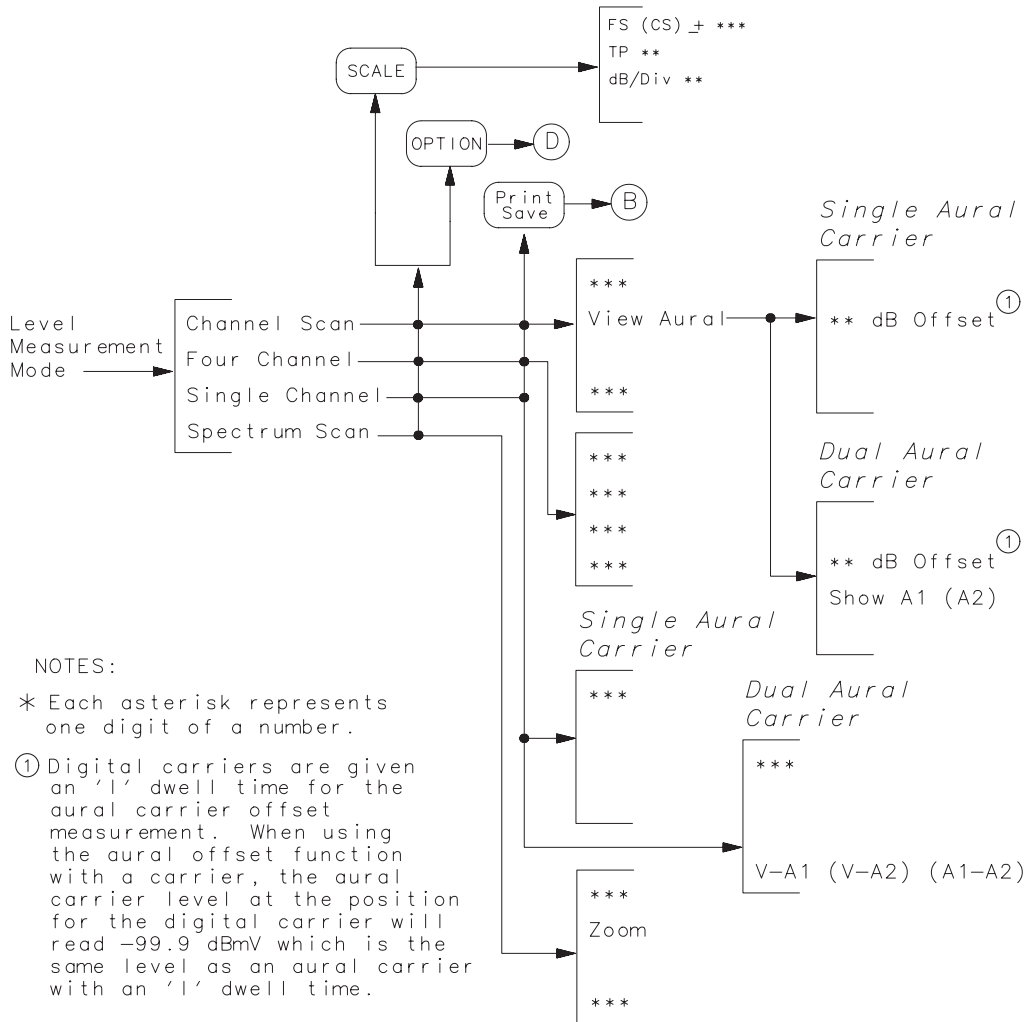 FS (CS) + ***
TP **
dB/Div **
SCALE
OPTION
D
Print
Save
B
Single Aural
Carrier
** dB Offset ①
Level
Measurement
Mode
Channel Scan
Four Channel
Single Channel
Spectrum Scan
***
View Aural
***
Dual Aural
Carrier
** dB Offset ①
Show A1 (A2)
***
***
***
***
Single Aural
Carrier
***
Dual Aural
Carrier
***
V-A1 (V-A2) (A1-A2)
***
Zoom
***
NOTES:
* Each asterisk represents
one digit of a number.
① Digital carriers are given
an 'I' dwell time for the
aural carrier offset
measurement. When using
the aural offset function
with a carrier, the aural
carrier level at the position
for the digital carrier will
read -99.9 dBmV which is the
same level as an aural carrier
with an 'I' dwell time.